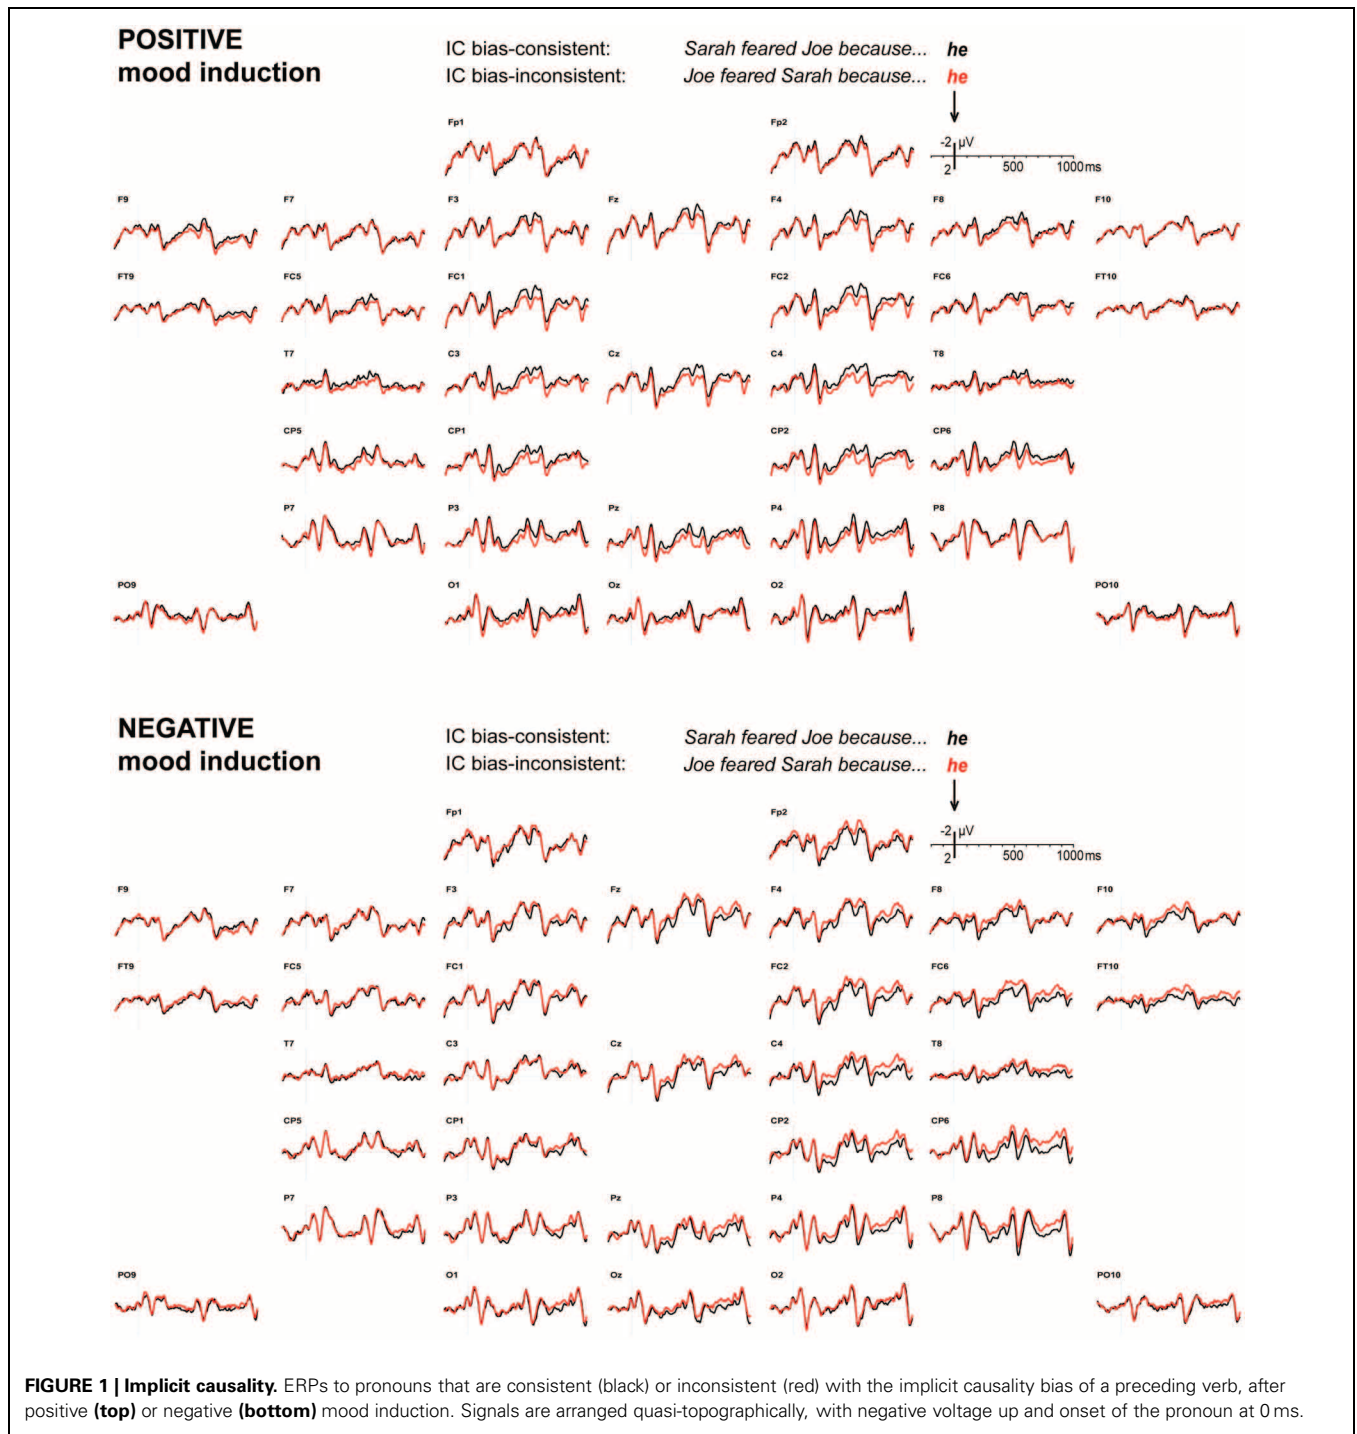 POSITIVE
mood induction
IC bias-consistent: Sarah feared Joe because... he
IC bias-inconsistent: Joe feared Sarah because... he
Fp1 Fp2
-2 µV
2 500 1000 ms
F9 F7 F3 Fz F4 F8 F10
FT9 FC5 FC1 FC2 FC6 FT10
T7 C3 Cz C4 T8
CP5 CP1 CP2 CP6
P7 P3 Pz P4 P8
PO9 O1 Oz O2 PO10
NEGATIVE
mood induction
IC bias-consistent: Sarah feared Joe because... he
IC bias-inconsistent: Joe feared Sarah because... he
Fp1 Fp2
-2 µV
2 500 1000 ms
F9 F7 F3 Fz F4 F8 F10
FT9 FC5 FC1 FC2 FC6 FT10
T7 C3 Cz C4 T8
CP5 CP1 CP2 CP6
P7 P3 Pz P4 P8
PO9 O1 Oz O2 PO10
FIGURE 1 | Implicit causality. ERPs to pronouns that are consistent (black) or inconsistent (red) with the implicit causality bias of a preceding verb, after
positive (top) or negative (bottom) mood induction. Signals are arranged quasi-topographically, with negative voltage up and onset of the pronoun at 0 ms.